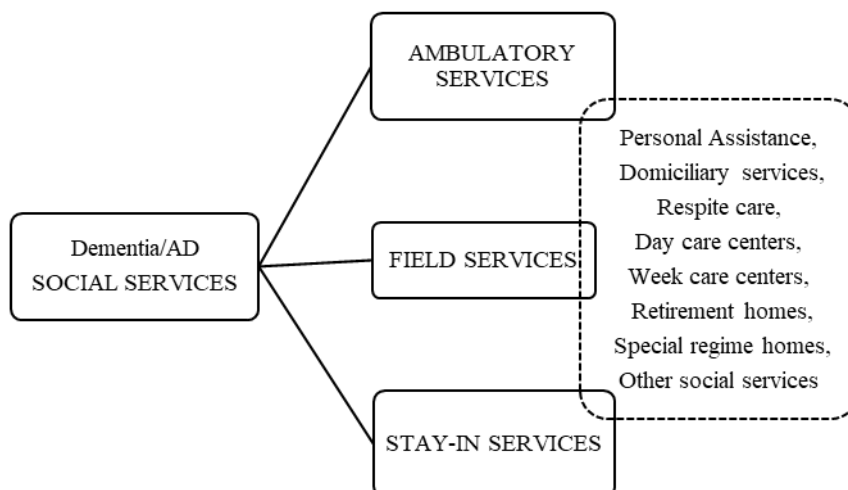 AMBULATORY
SERVICES
Personal Assistance,
Domiciliary services,
Respite care,
Day care centers,
Week care centers,
Retirement homes,
Special regime homes,
Other social services
Dementia/AD
SOCIAL SERVICES
FIELD SERVICES
STAY-IN SERVICES